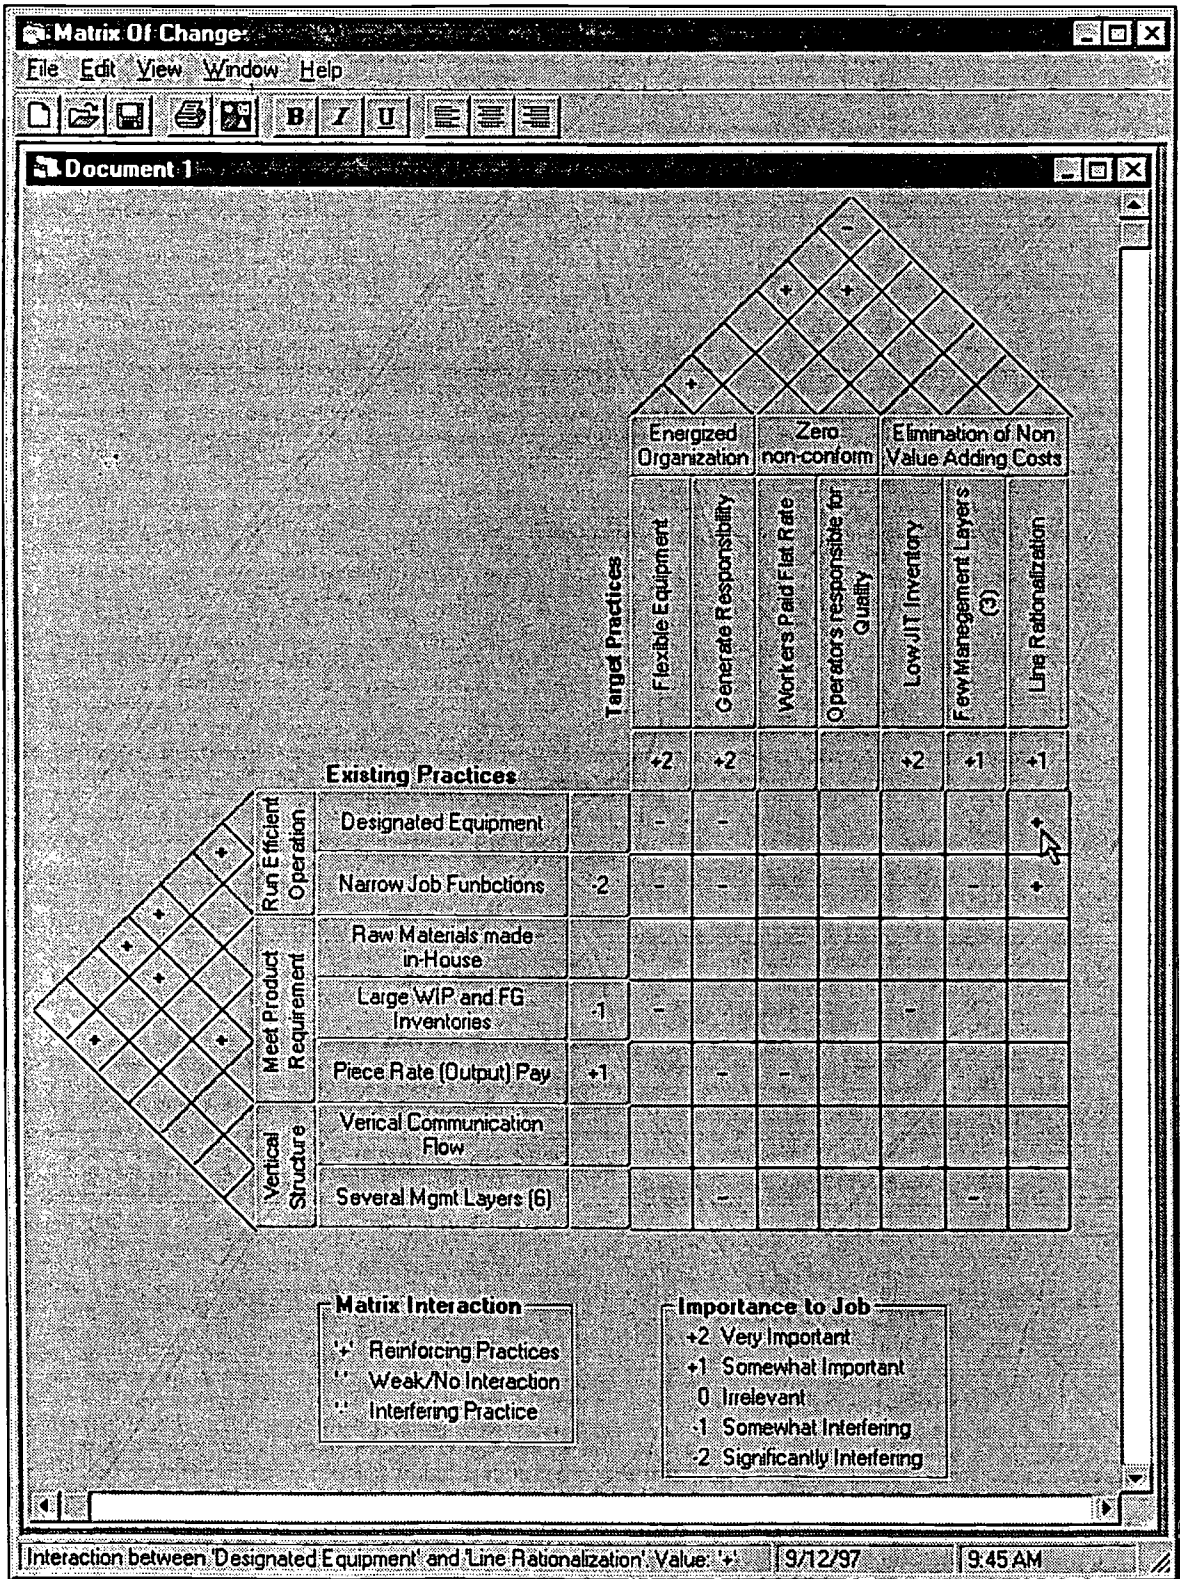 Matrix Of Change
File Edit View Window Help
B I U
Document 1
-
+ +
+
Energized Organization
Zero non-conform
Elimination of Non Value Adding Costs
Target Practices
Flexible Equipment
Generate Responsibility
Workers Paid Flat Rate
Operators responsible for Quality
Low JIT Inventory
Few Manegement Layers (3)
Line Rationalization
+2 +2 +2 +1 +1
Existing Practices
Run Efficient Operation
Designated Equipment - - +
+
Narrow Job Funbctions -2 - - - +
+
Meet Product Requirement
Raw Materials made in-House
+
+
Large WIP and FG Inventories -1 - -
+ +
Piece Rate (Output) Pay +1 - -
Vertical Structure
Verical Communication Flow
Several Mgmt Layers (6) - -
Matrix Interaction
'+' Reinforcing Practices
' ' Weak/No Interaction
'-' Interfering Practice
Importance to Job
+2 Very Important
+1 Somewhat Important
0 Irrelevant
-1 Somewhat Interfering
-2 Significantly Interfering
Interaction between 'Designated Equipment' and 'Line Rationalization'. Value: '+' 9/12/97 9:45 AM